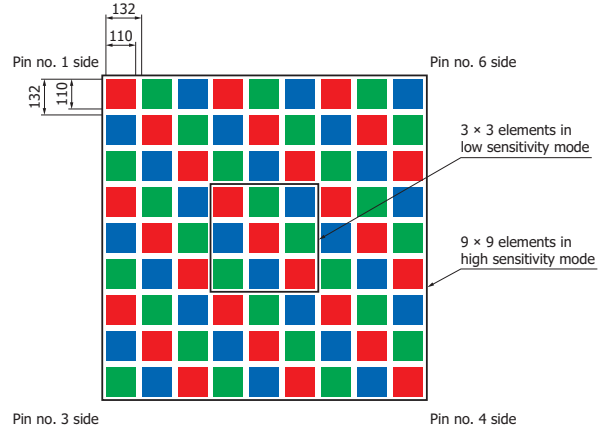 132
110
Pin no. 1 side
Pin no. 6 side
132
110
3 × 3 elements in
low sensitivity mode
9 × 9 elements in
high sensitivity mode
Pin no. 3 side
Pin no. 4 side